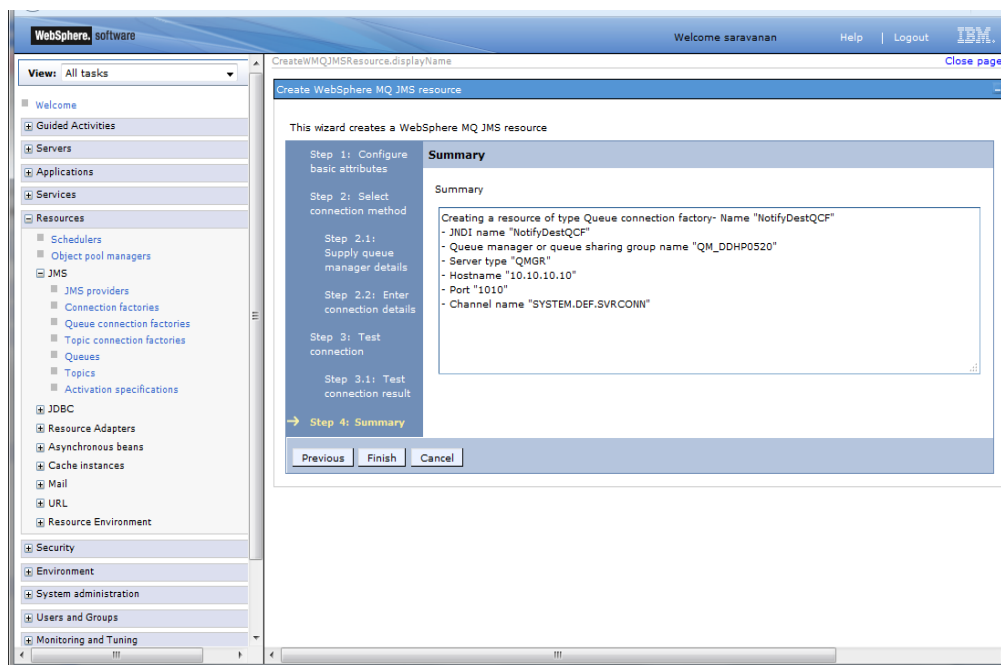 WebSphere. software
Welcome saravanan
Help | Logout
IBM.
View: All tasks
Welcome
Guided Activities
Servers
Applications
Services
Resources
Schedulers
Object pool managers
JMS
JMS providers
Connection factories
Queue connection factories
Topic connection factories
Queues
Topics
Activation specifications
JDBC
Resource Adapters
Asynchronous beans
Cache instances
Mail
URL
Resource Environment
Security
Environment
System administration
Users and Groups
Monitoring and Tuning
CreateWMQJMSResource.displayName
Close page
Create WebSphere MQ JMS resource
This wizard creates a WebSphere MQ JMS resource
Step 1: Configure
basic attributes
Step 2: Select
connection method
Step 2.1:
Supply queue
manager details
Step 2.2: Enter
connection details
Step 3: Test
connection
Step 3.1: Test
connection result
Step 4: Summary
Summary
Summary
Creating a resource of type Queue connection factory- Name "NotifyDestQCF"
- JNDI name "NotifyDestQCF"
- Queue manager or queue sharing group name "QM_DDHP0520"
- Server type "QMGR"
- Hostname "10.10.10.10"
- Port "1010"
- Channel name "SYSTEM.DEF.SVRCONN"
Previous
Finish
Cancel